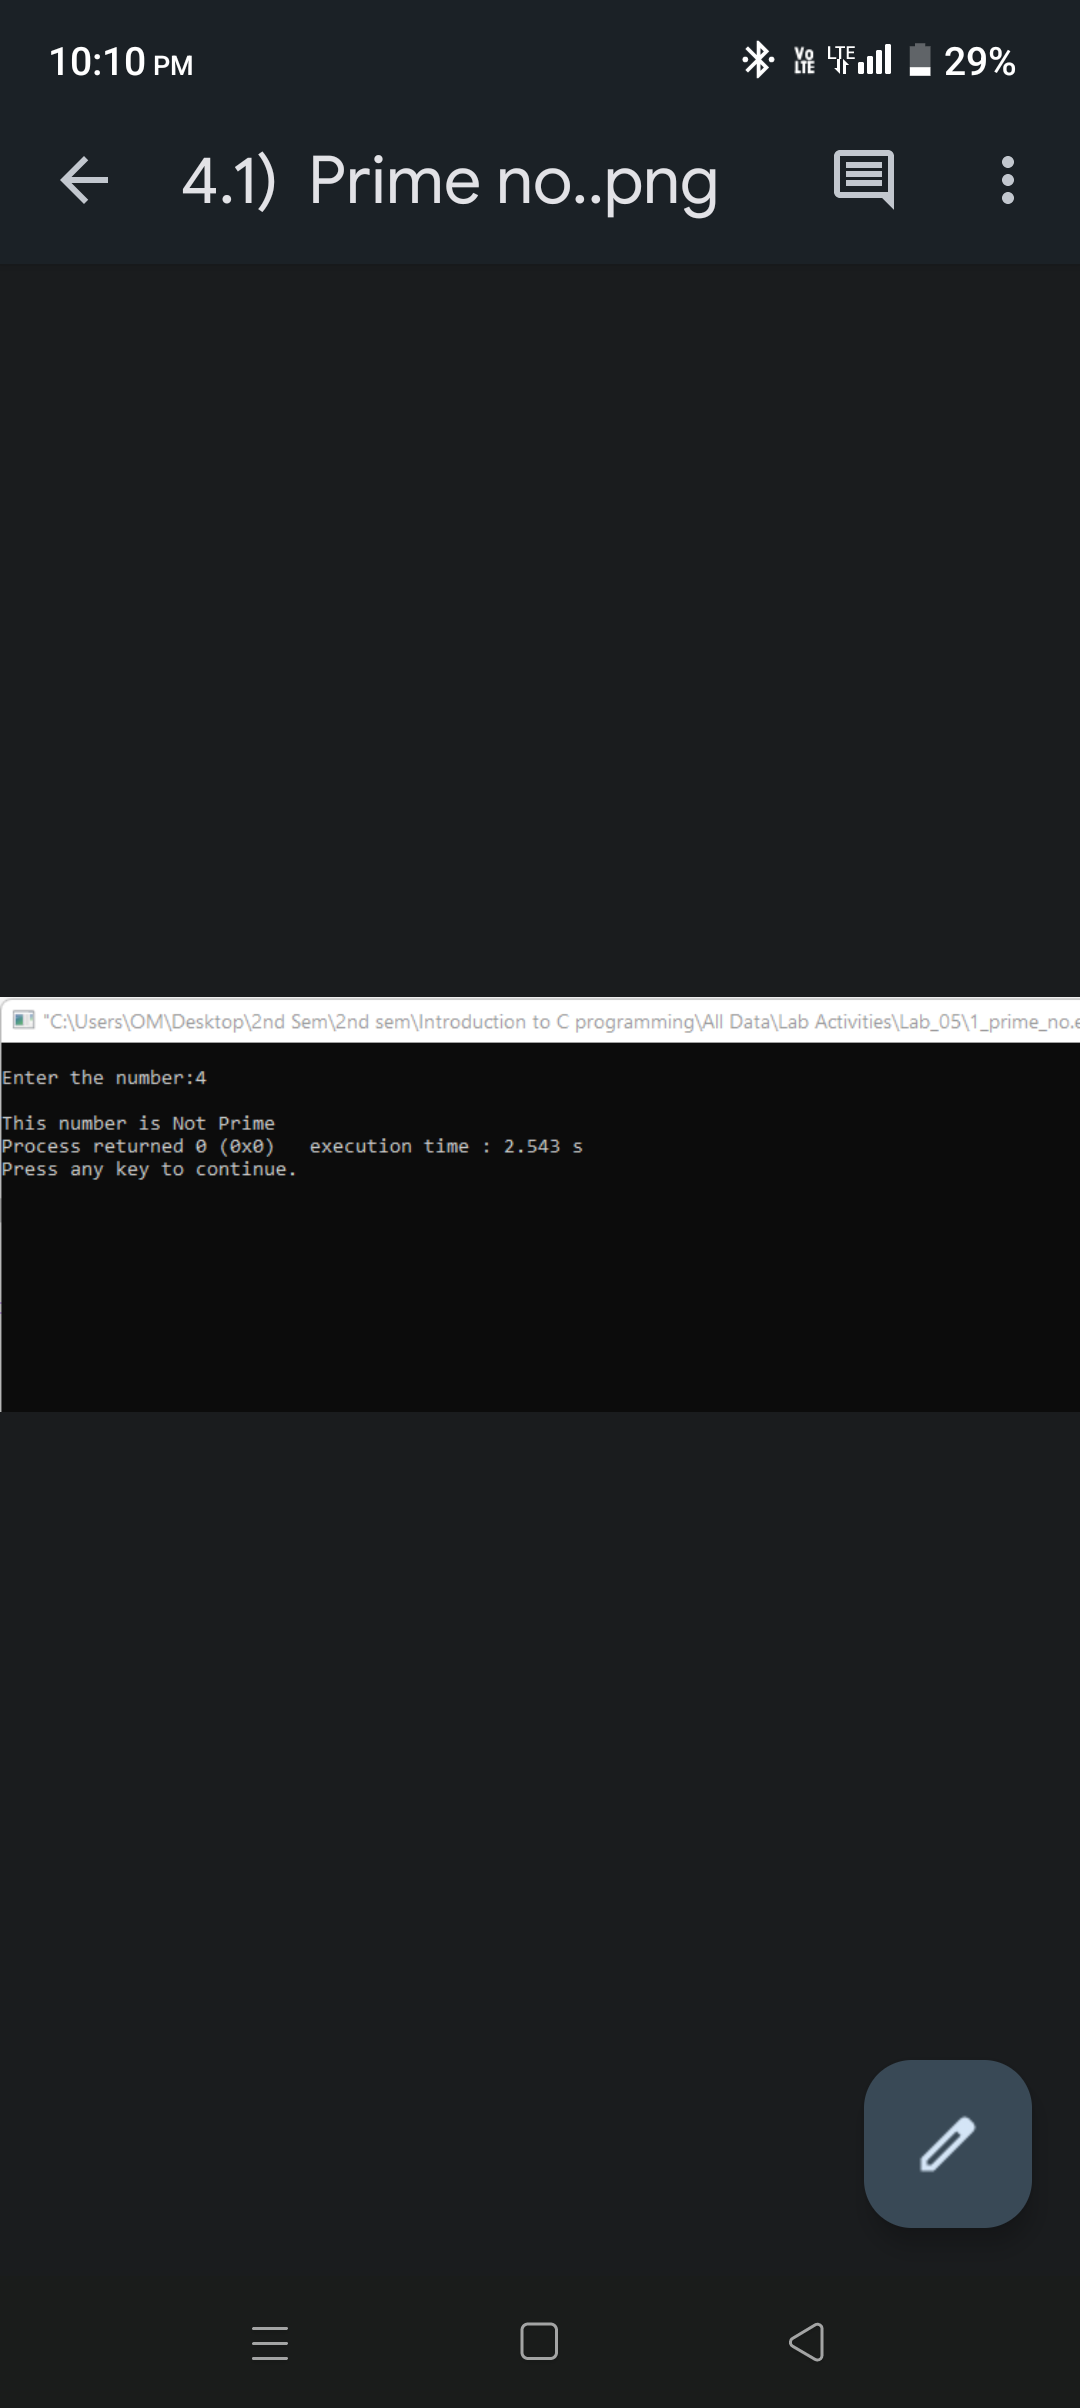 10:10 PM
Vo LTE LTE 29%
4.1) Prime no..png
"C:\Users\OM\Desktop\2nd Sem\2nd sem\Introduction to C programming\All Data\Lab Activities\Lab_05\1_prime_no.e
Enter the number:4
This number is Not Prime
Process returned 0 (0x0)   execution time : 2.543 s
Press any key to continue.